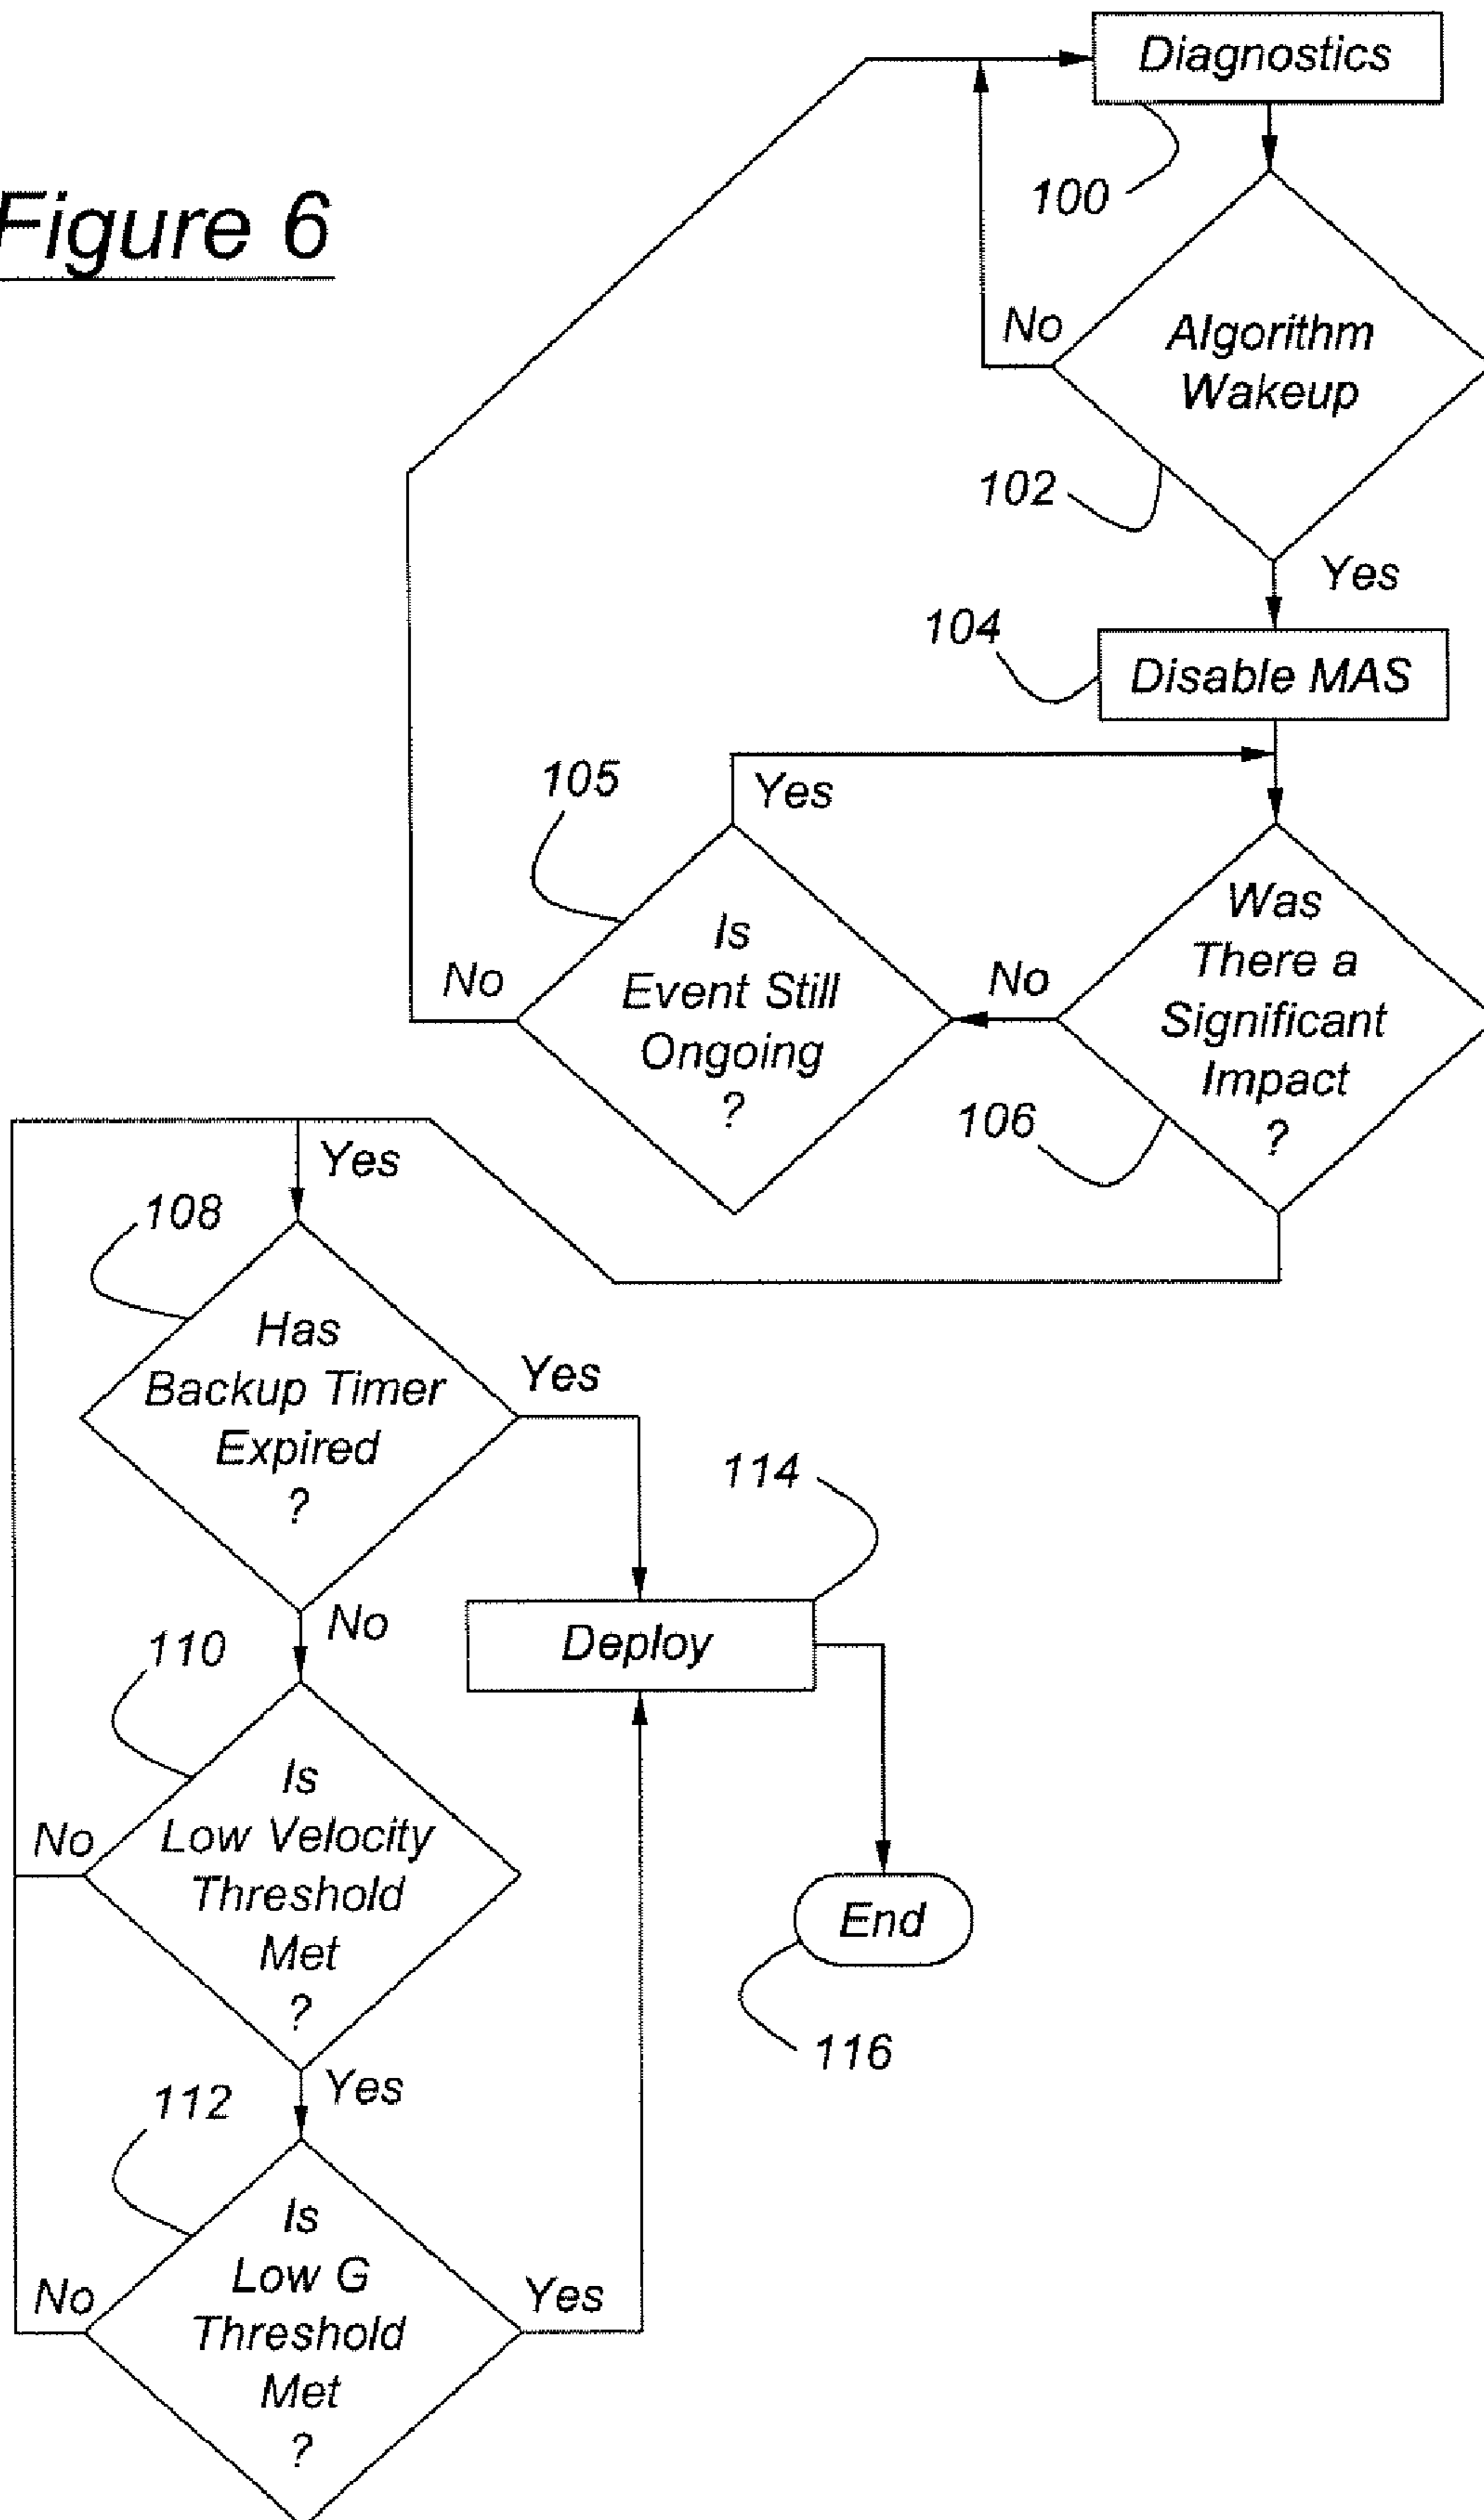 Figure 6
Diagnostics
100
No
Algorithm
Wakeup
102
Yes
104
Disable MAS
105
Yes
Is
Event Still
Ongoing
?
No
No
Was
There a
Significant
Impact
?
106
Yes
108
Has
Backup Timer
Expired
?
Yes
114
No
Deploy
110
Is
Low Velocity
Threshold
Met
?
No
End
116
Yes
112
Is
Low G
Threshold
Met
?
No
Yes